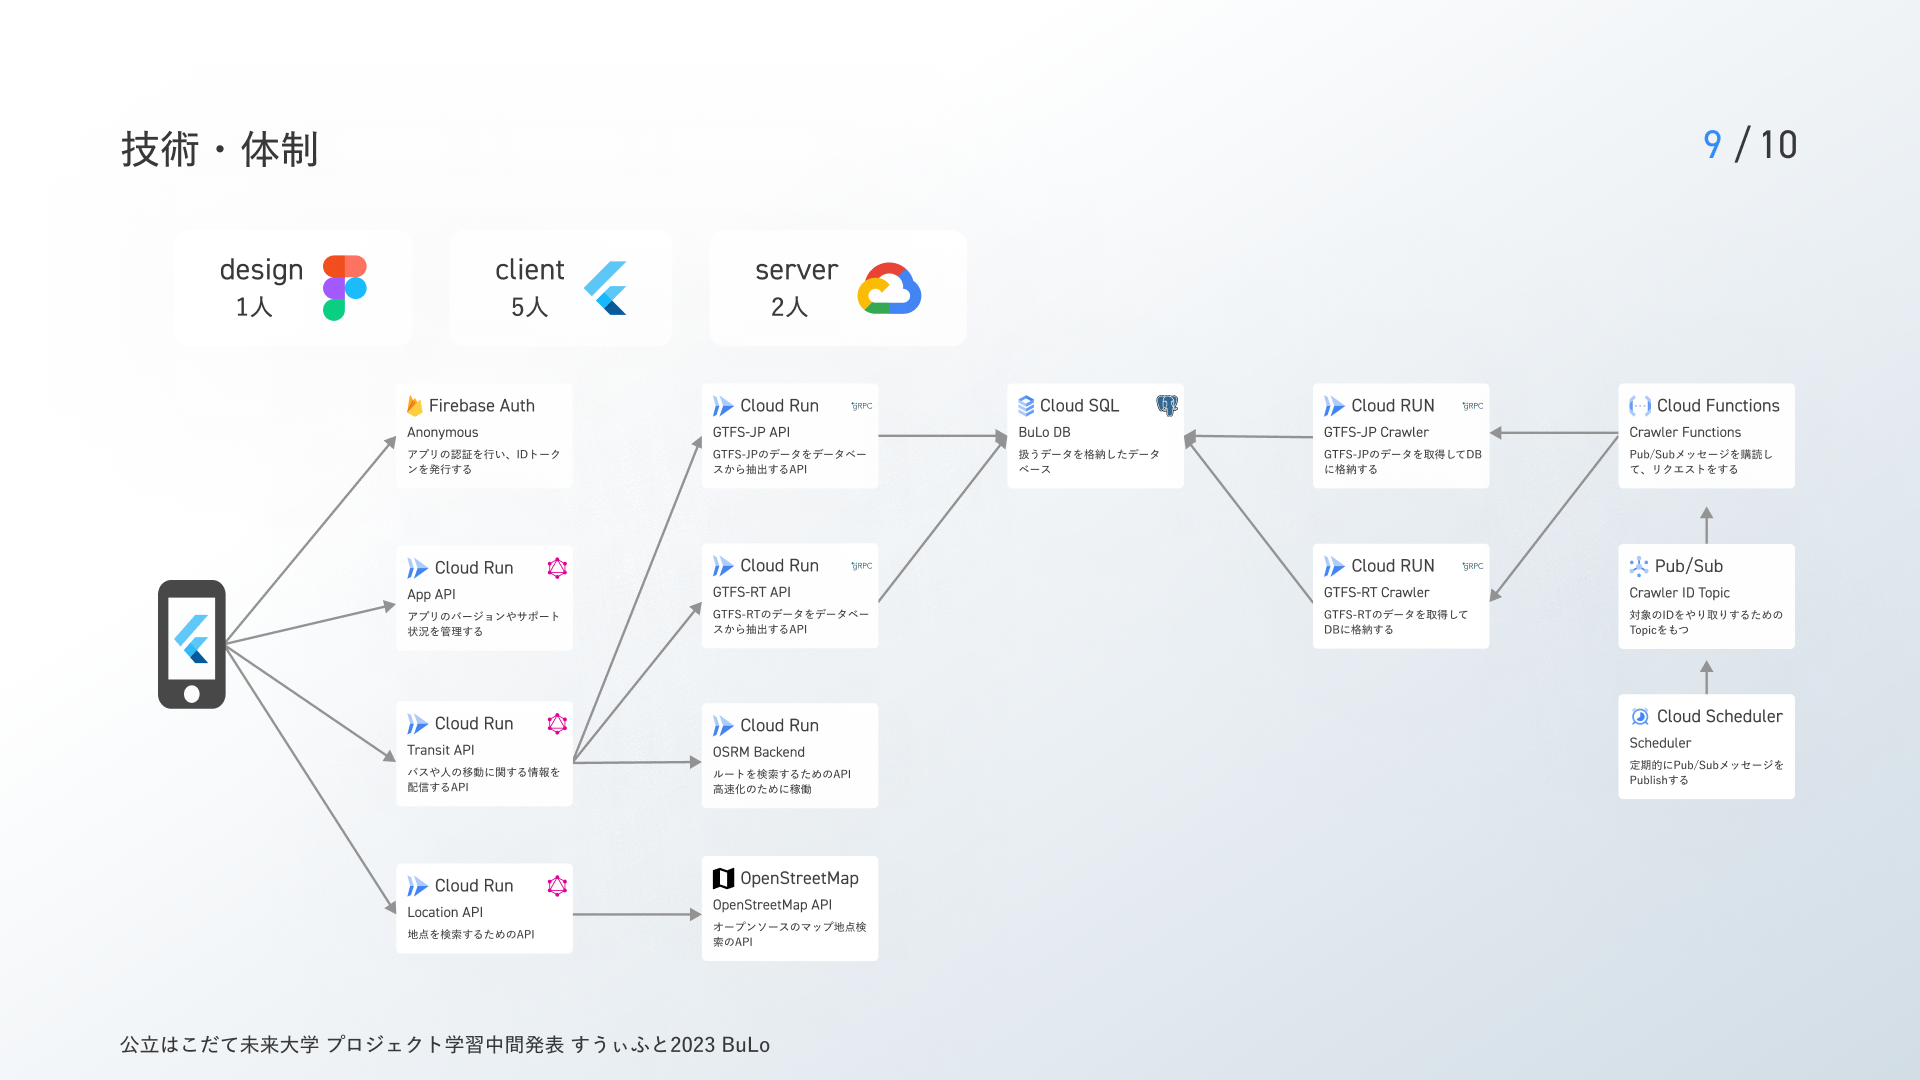 技術・体制
9 / 10
design
1人
client
5人
server
2人
Firebase Auth
Anonymous
アプリの認証を行い、IDトーク
ンを発行する
Cloud Run
App API
アプリのバージョンやサポート
状況を管理する
Cloud Run
Transit API
バスや人の移動に関する情報を
配信するAPI
Cloud Run
Location API
地点を検索するためのAPI
Cloud Run
gRPC
GTFS-JP API
GTFS-JPのデータをデータベー
スから抽出するAPI
Cloud Run
gRPC
GTFS-RT API
GTFS-RTのデータをデータベー
スから抽出するAPI
Cloud Run
OSRM Backend
ルートを検索するためのAPI
高速化のために稼働
OpenStreetMap
OpenStreetMap API
オープンソースのマップ地点検
索のAPI
Cloud SQL
BuLo DB
扱うデータを格納したデータ
ベース
Cloud RUN
gRPC
GTFS-JP Crawler
GTFS-JPのデータを取得してDB
に格納する
Cloud RUN
gRPC
GTFS-RT Crawler
GTFS-RTのデータを取得して
DBに格納する
Cloud Functions
Crawler Functions
Pub/Subメッセージを購読し
て、リクエストをする
Pub/Sub
Crawler ID Topic
対象のIDをやり取りするための
Topicをもつ
Cloud Scheduler
Scheduler
定期的にPub/Subメッセージを
Publishする
公立はこだて未来大学 プロジェクト学習中間発表 すうぃふと2023 BuLo